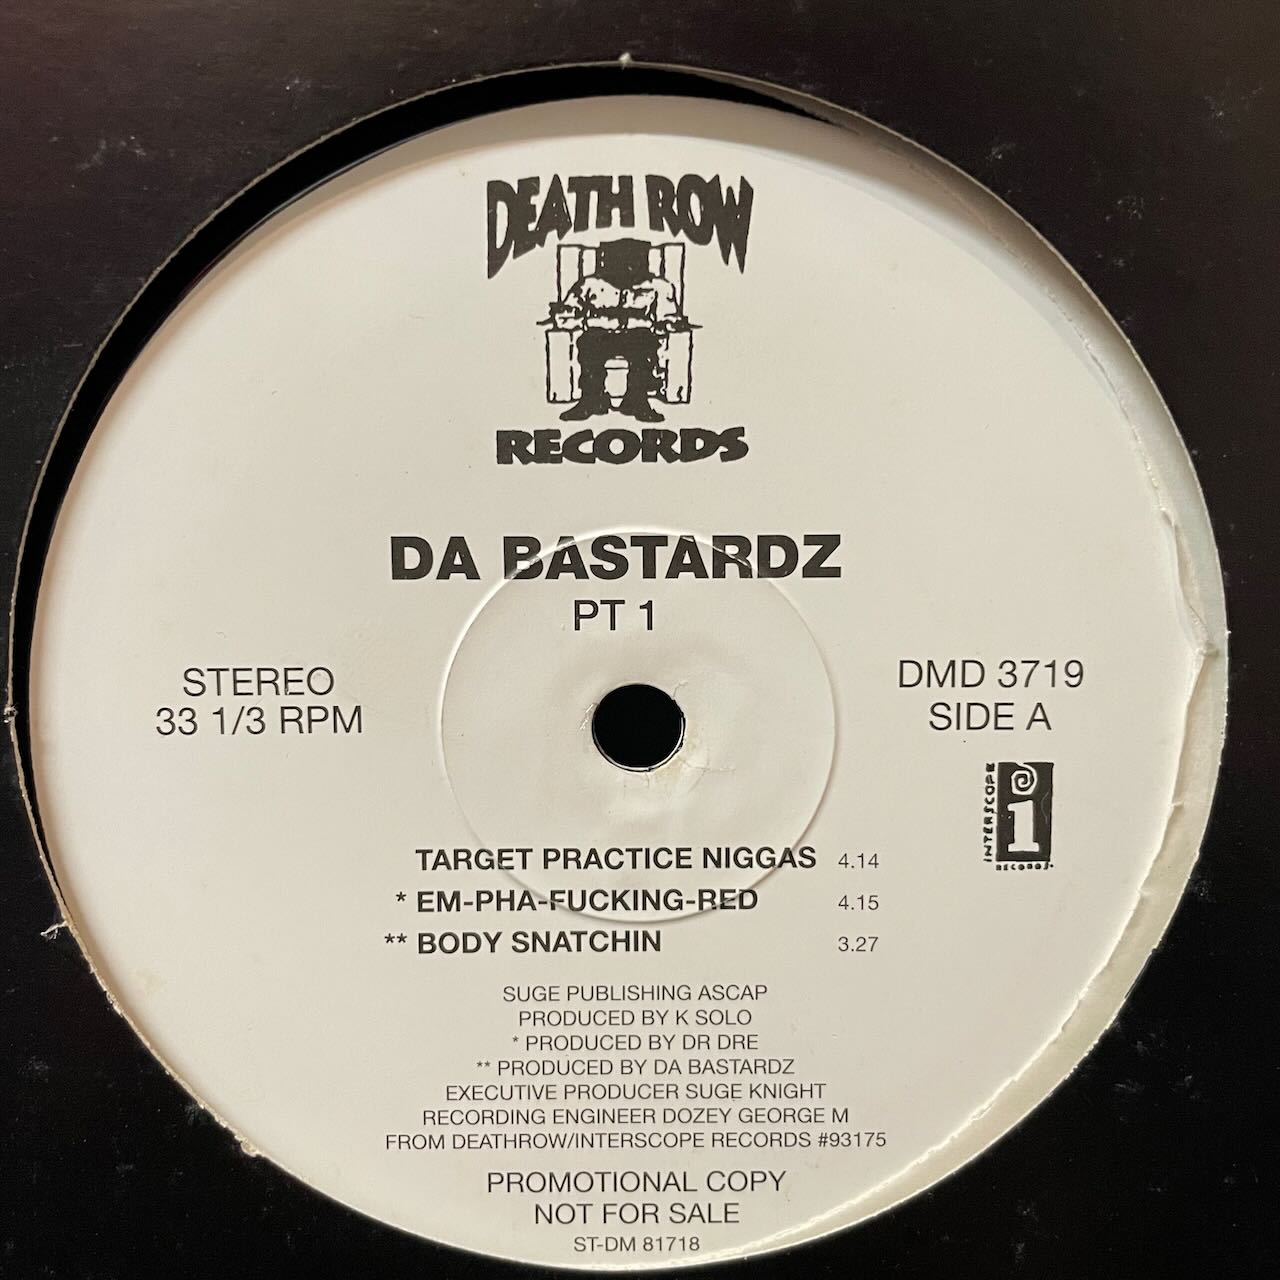 DEATH ROW
RECORDS
DA BASTARDZ
PT 1
STEREO
33 1/3 RPM
DMD 3719
SIDE A
INTERSCOPE
i
RECORDS
TARGET PRACTICE NIGGAS 4.14
* EM-PHA-FUCKING-RED 4.15
** BODY SNATCHIN 3.27
SUGE PUBLISHING ASCAP
PRODUCED BY K SOLO
* PRODUCED BY DR DRE
** PRODUCED BY DA BASTARDZ
EXECUTIVE PRODUCER SUGE KNIGHT
RECORDING ENGINEER DOZEY GEORGE M
FROM DEATHROW/INTERSCOPE RECORDS #93175
PROMOTIONAL COPY
NOT FOR SALE
ST-DM 81718